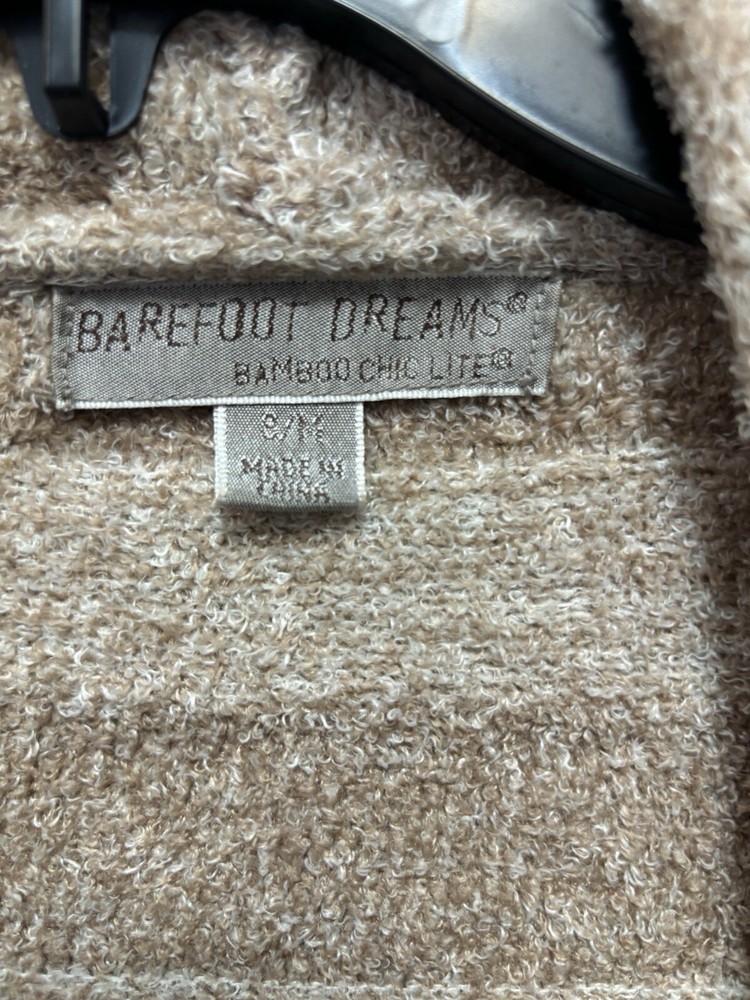 BAREFOOT DREAMS®
BAMBOO CHIC LITE®
S/M
MADE IN
CHINA